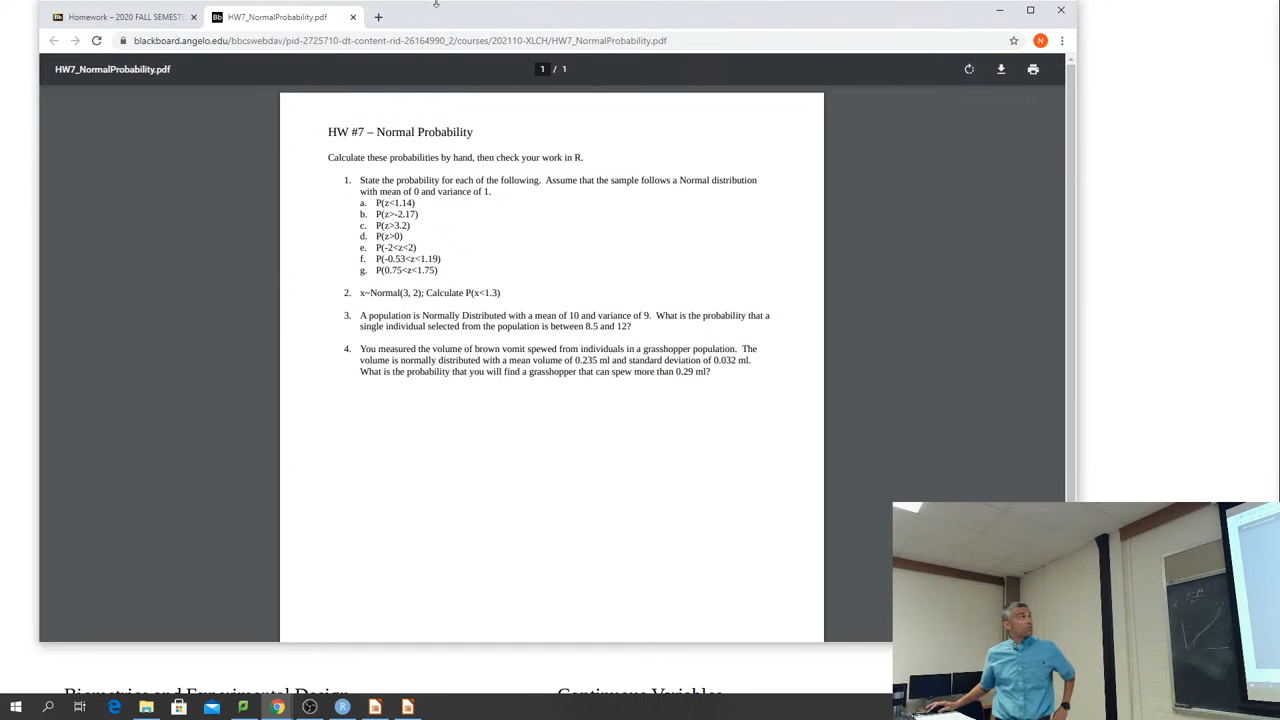 Homework – 2020 FALL SEMEST
HW7_NormalProbability.pdf
blackboard.angelo.edu/bbcswebdav/pid-2725710-dt-content-rid-26164990_2/courses/202110-XLCH/HW7_NormalProbability.pdf
N
HW7_NormalProbability.pdf
1 / 1
HW #7 – Normal Probability
Calculate these probabilities by hand, then check your work in R.
1. State the probability for each of the following. Assume that the sample follows a Normal distribution
with mean of 0 and variance of 1.
a. P(z<1.14)
b. P(z>-2.17)
c. P(z>3.2)
d. P(z>0)
e. P(-2<z<2)
f. P(-0.53<z<1.19)
g. P(0.75<z<1.75)
2. x~Normal(3, 2); Calculate P(x<1.3)
3. A population is Normally Distributed with a mean of 10 and variance of 9. What is the probability that a
single individual selected from the population is between 8.5 and 12?
4. You measured the volume of brown vomit spewed from individuals in a grasshopper population. The
volume is normally distributed with a mean volume of 0.235 ml and standard deviation of 0.032 ml.
What is the probability that you will find a grasshopper that can spew more than 0.29 ml?
Biometrics and Experimental Design
Continuous Variables